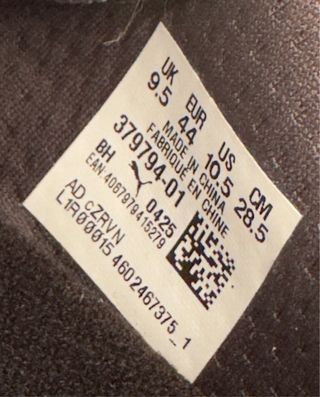 UK EUR US CM
9.5 44 10.5 28.5
MADE IN CHINA
FABRIQUE EN CHINE
379794-01
BH 0425
EAN:4067979415279
AD cZRVN
L1R00015 4602467375_1